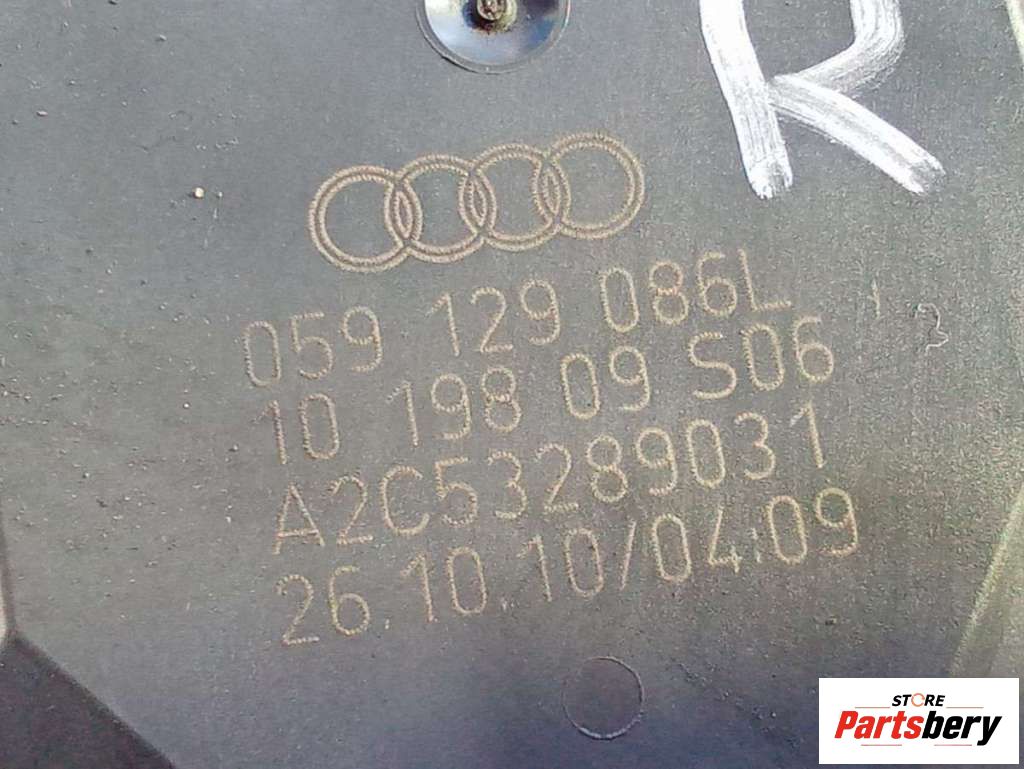 R
059 129 086L
10 198 09 S06
A2C53289031
26.10.10/04:09
STORE
Partsbery